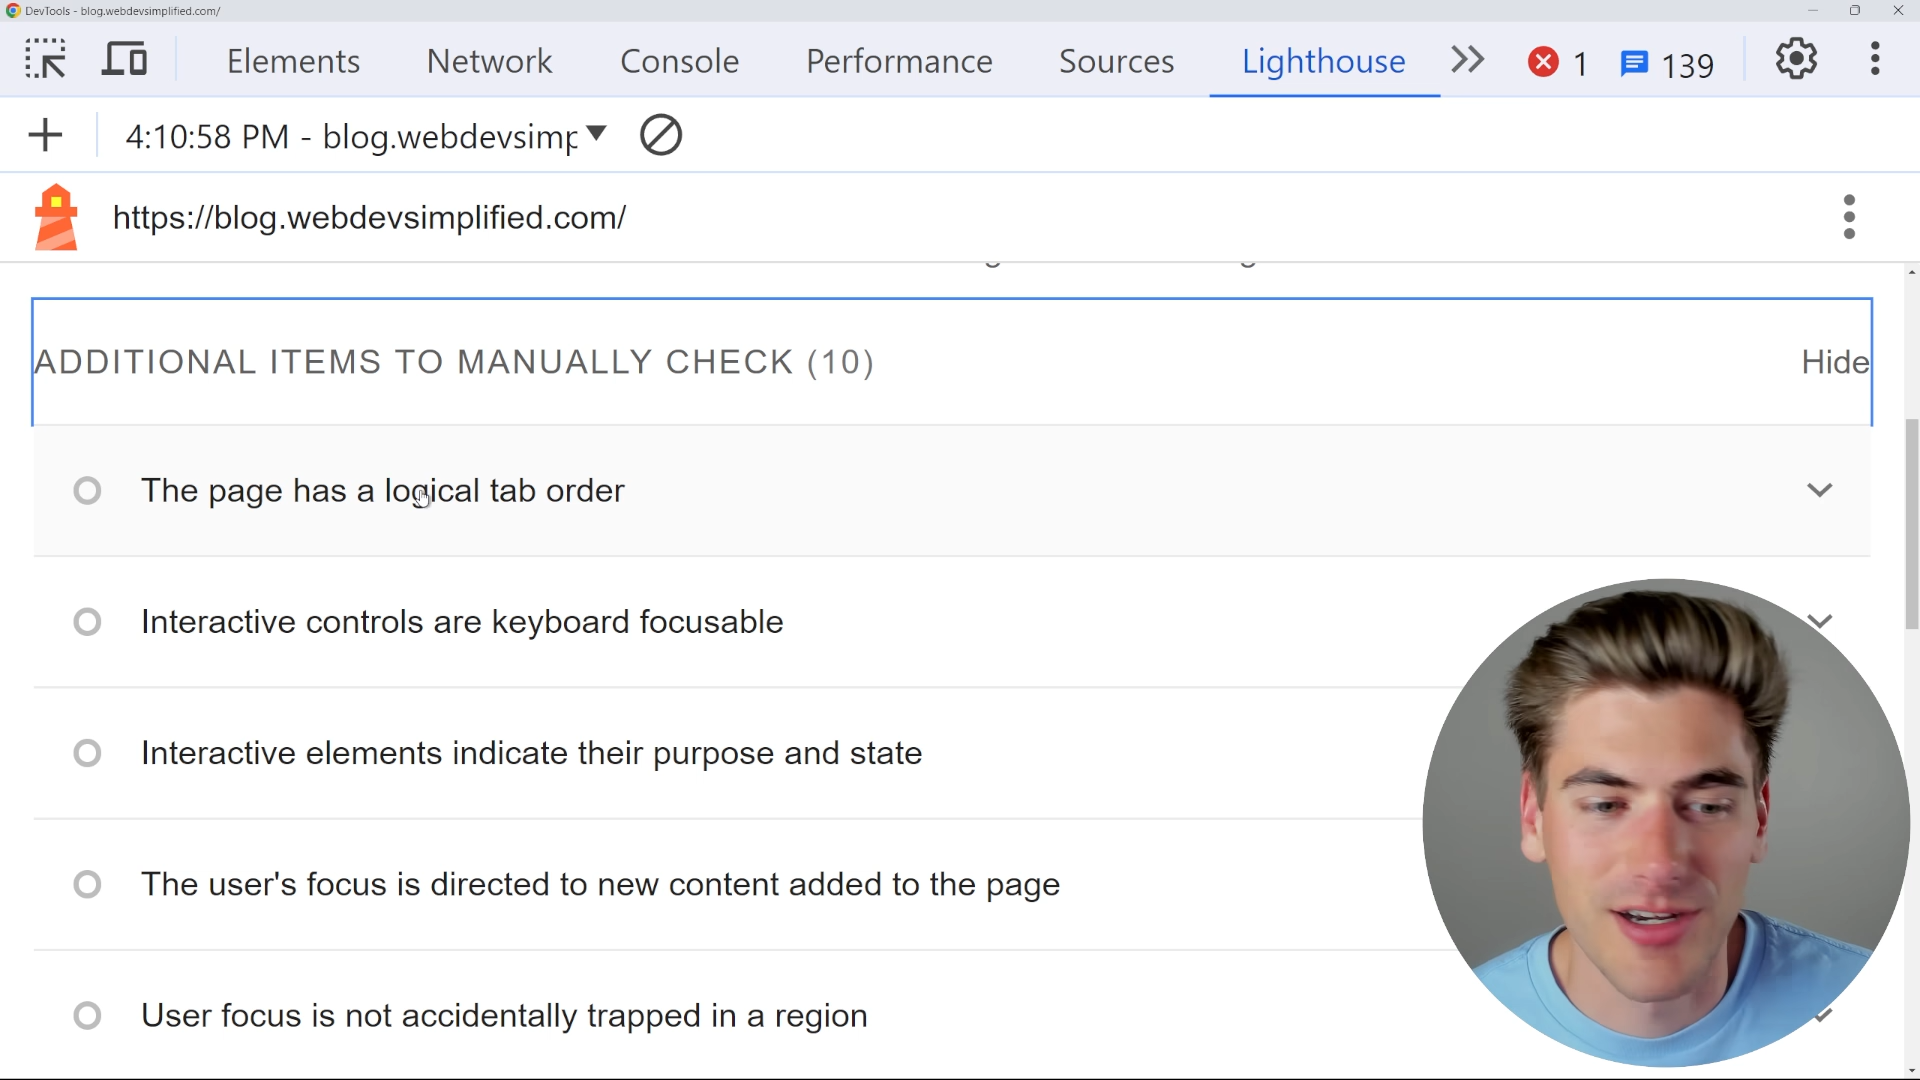 DevTools - blog.webdevsimplified.com/
Elements Network Console Performance Sources Lighthouse 1 139
4:10:58 PM - blog.webdevsimp
https://blog.webdevsimplified.com/
ADDITIONAL ITEMS TO MANUALLY CHECK (10) Hide
The page has a logical tab order
Interactive controls are keyboard focusable
Interactive elements indicate their purpose and state
The user's focus is directed to new content added to the page
User focus is not accidentally trapped in a region